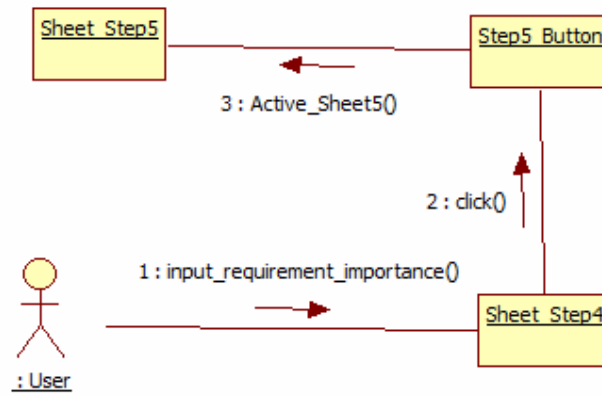 Sheet_Step5
Step5_Button
3 : Active_Sheet5()
2 : click()
1 : input_requirement_importance()
Sheet_Step4
: User